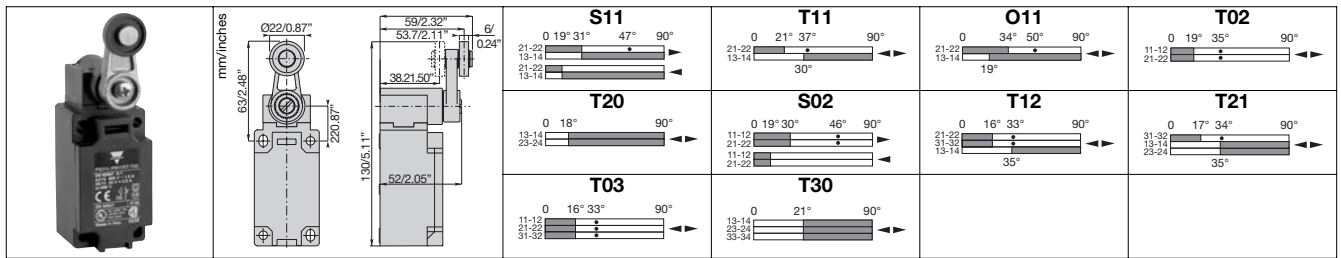 mm/inches
Ø22/0.87"
63/2.48"
220.87"
59/2.32"
53.7/2.11"
6/
0.24"
38.21.50"
130/5.11"
52/2.05"
S11
0 19° 31° 47° 90°
21-22
13-14
21-22
13-14
T11
0 21° 37° 90°
21-22
13-14
30°
O11
0 34° 50° 90°
21-22
13-14
19°
T02
0 19° 35° 90°
11-12
21-22
T20
0 18° 90°
13-14
23-24
S02
0 19° 30° 46° 90°
11-12
21-22
11-12
21-22
T12
0 16° 33° 90°
21-22
31-32
13-14
35°
T21
0 17° 34° 90°
31-32
13-14
23-24
35°
T03
0 16° 33° 90°
11-12
21-22
31-32
T30
0 21° 90°
13-14
23-24
33-34